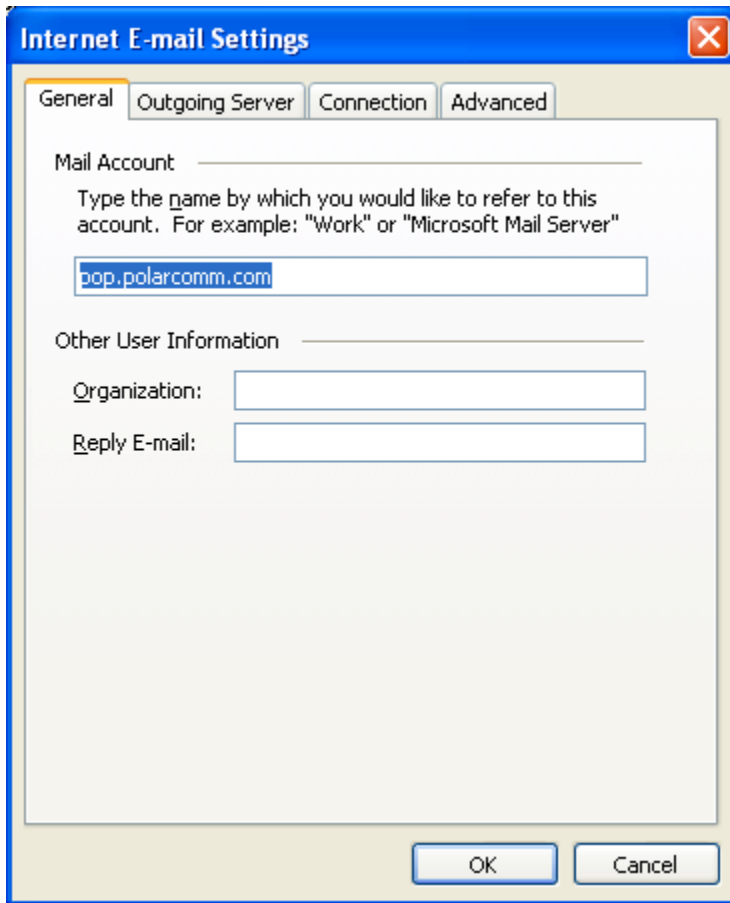 Internet E-mail Settings
General
Outgoing Server
Connection
Advanced
Mail Account
Type the name by which you would like to refer to this
account. For example: "Work" or "Microsoft Mail Server"
pop.polarcomm.com
Other User Information
Organization:
Reply E-mail:
OK
Cancel